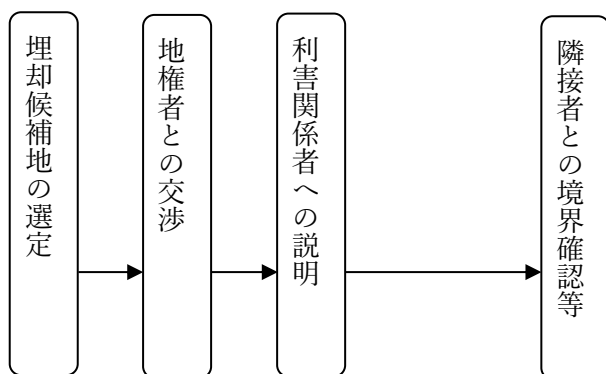 埋却候補地の選定
地権者との交渉
利害関係者への説明
隣接者との境界確認等